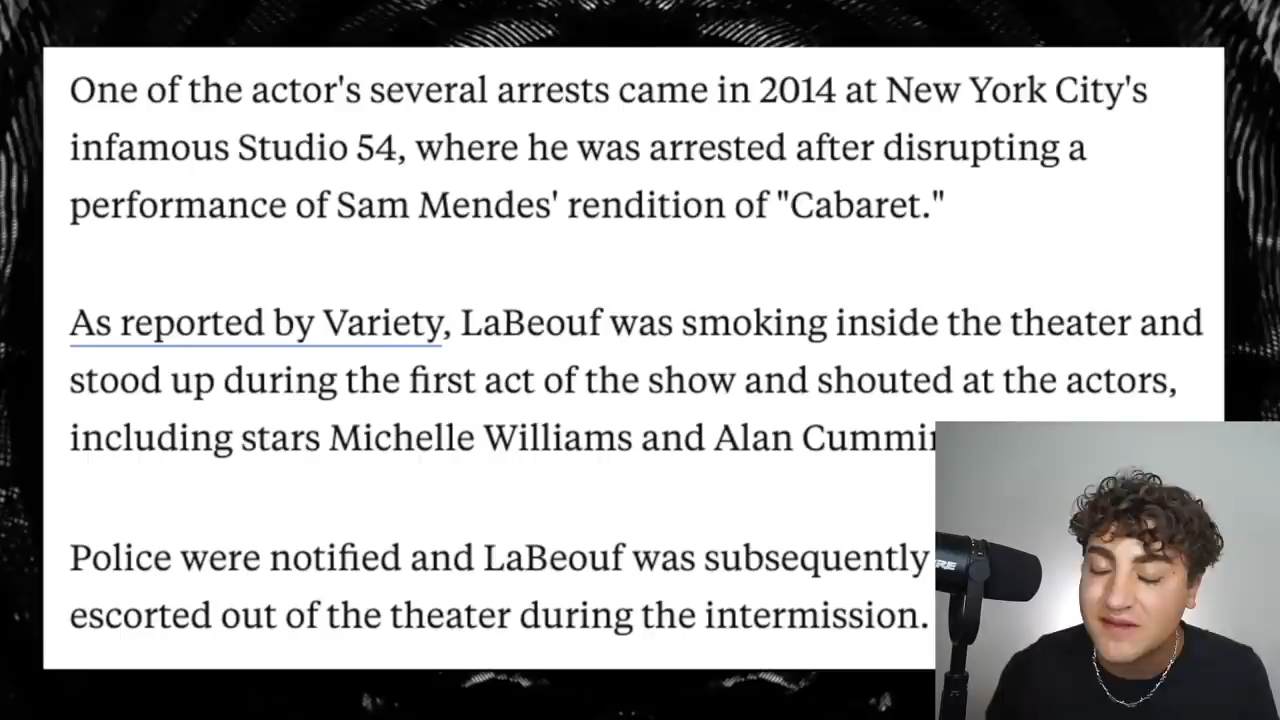 One of the actor's several arrests came in 2014 at New York City's
infamous Studio 54, where he was arrested after disrupting a
performance of Sam Mendes' rendition of "Cabaret."
As reported by Variety, LaBeouf was smoking inside the theater and
stood up during the first act of the show and shouted at the actors,
including stars Michelle Williams and Alan
Police were notified and LaBeouf was subsequently
escorted out of the theater during the intermission.